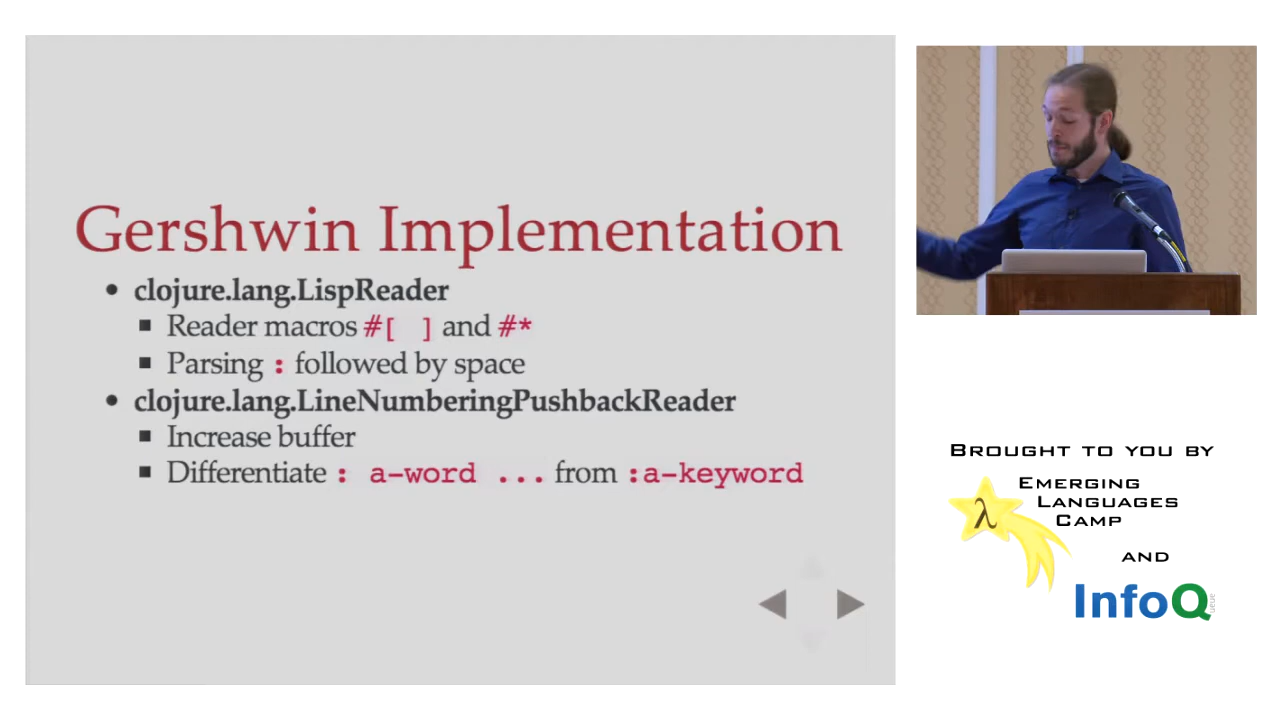 Gershwin Implementation
• clojure.lang.LispReader
▪ Reader macros #[ ] and #*
▪ Parsing : followed by space
• clojure.lang.LineNumberingPushbackReader
▪ Increase buffer
▪ Differentiate : a-word ... from :a-keyword
BROUGHT TO YOU BY
EMERGING
LANGUAGES
CAMP
λ
AND
InfoQ